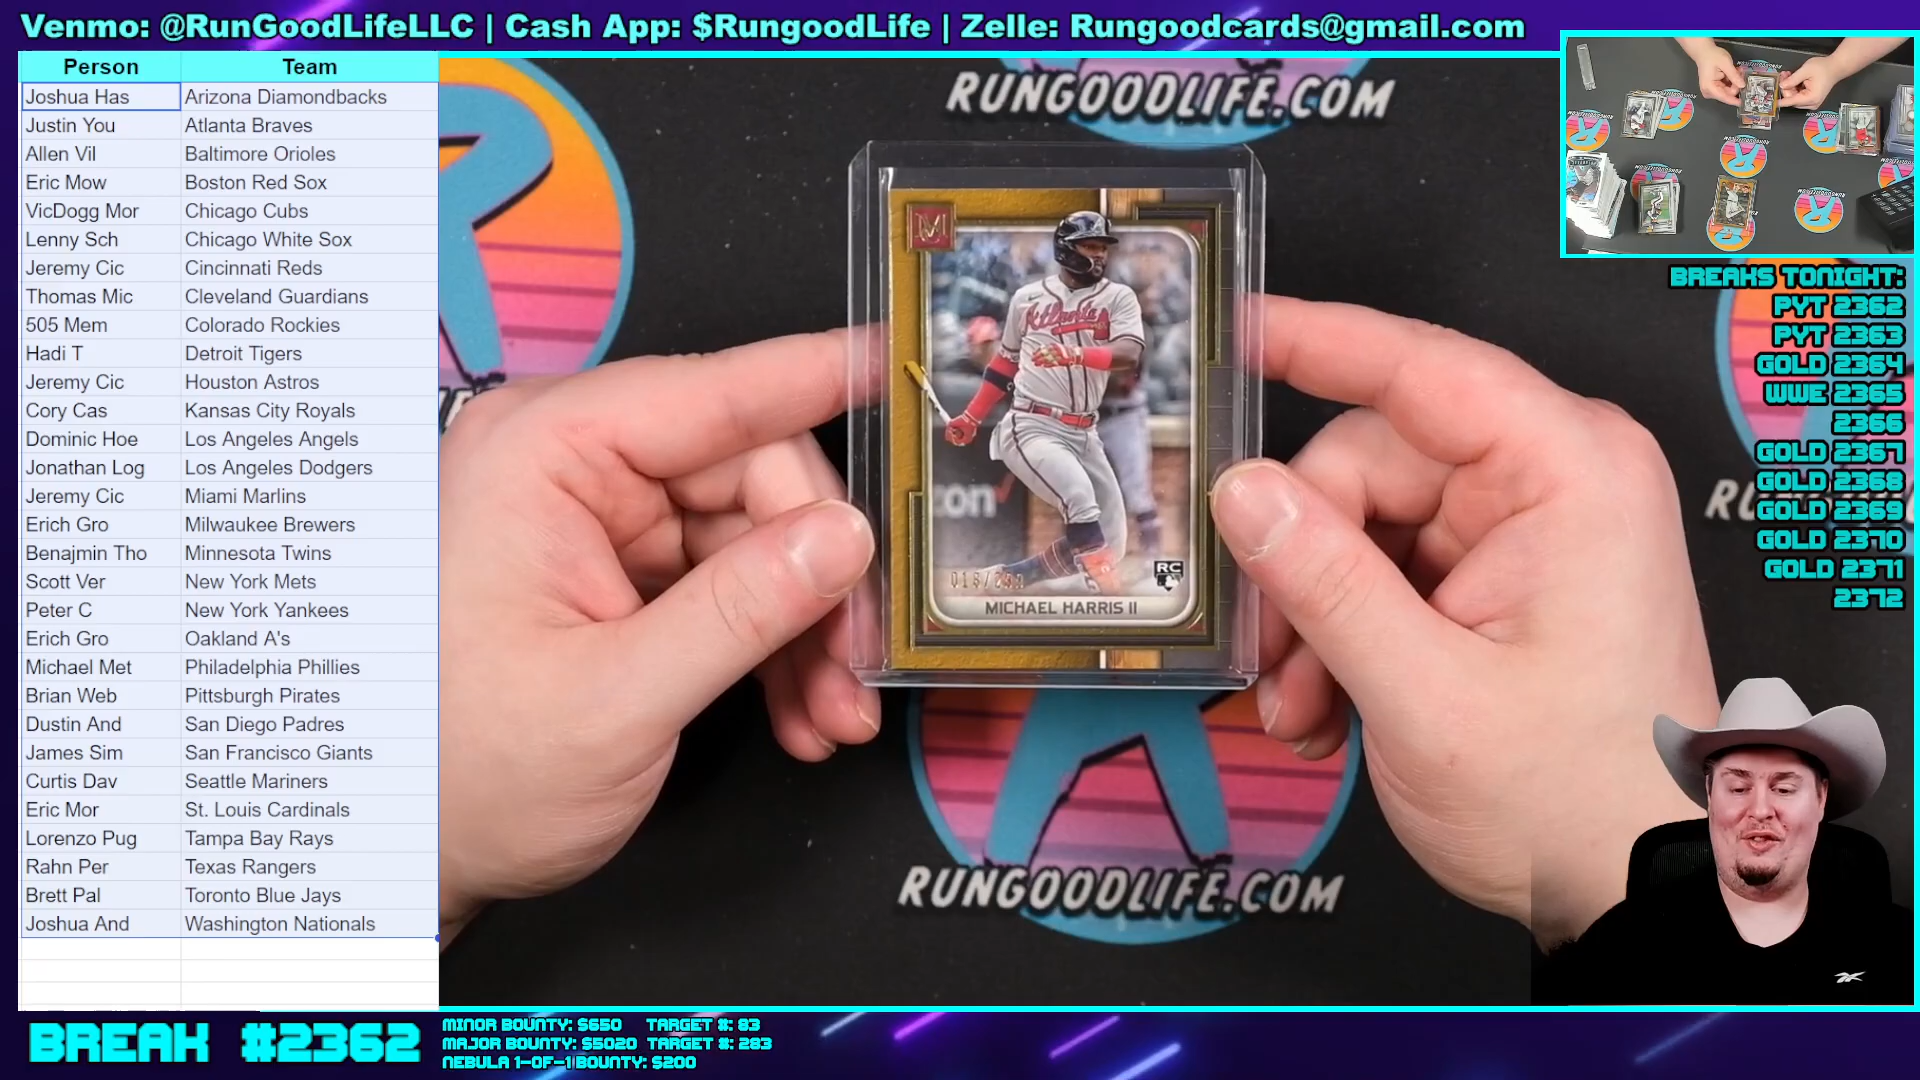 Venmo: @RunGoodLifeLLC | Cash App: $RungoodLife | Zelle: Rungoodcards@gmail.com
Person Team
Joshua Has Arizona Diamondbacks
Justin You Atlanta Braves
Allen Vil Baltimore Orioles
Eric Mow Boston Red Sox
VicDogg Mor Chicago Cubs
Lenny Sch Chicago White Sox
Jeremy Cic Cincinnati Reds
Thomas Mic Cleveland Guardians
505 Mem Colorado Rockies
Hadi T Detroit Tigers
Jeremy Cic Houston Astros
Cory Cas Kansas City Royals
Dominic Hoe Los Angeles Angels
Jonathan Log Los Angeles Dodgers
Jeremy Cic Miami Marlins
Erich Gro Milwaukee Brewers
Benajmin Tho Minnesota Twins
Scott Ver New York Mets
Peter C New York Yankees
Erich Gro Oakland A's
Michael Met Philadelphia Phillies
Brian Web Pittsburgh Pirates
Dustin And San Diego Padres
James Sim San Francisco Giants
Curtis Dav Seattle Mariners
Eric Mor St. Louis Cardinals
Lorenzo Pug Tampa Bay Rays
Rahn Per Texas Rangers
Brett Pal Toronto Blue Jays
Joshua And Washington Nationals
RUNGOODLIFE.COM
M
Atlanta
RC
MICHAEL HARRIS II
RUNGOODLIFE.COM
BREAKS TONIGHT:
PYT 2362
PYT 2363
GOLD 2364
WWE 2365
2366
GOLD 2367
GOLD 2368
GOLD 2369
GOLD 2370
GOLD 2371
2372
BREAK #2362
MINOR BOUNTY: $650 TARGET #: 83
MAJOR BOUNTY: $5020 TARGET #: 283
NEBULA 1-OF-1 BOUNTY: $200